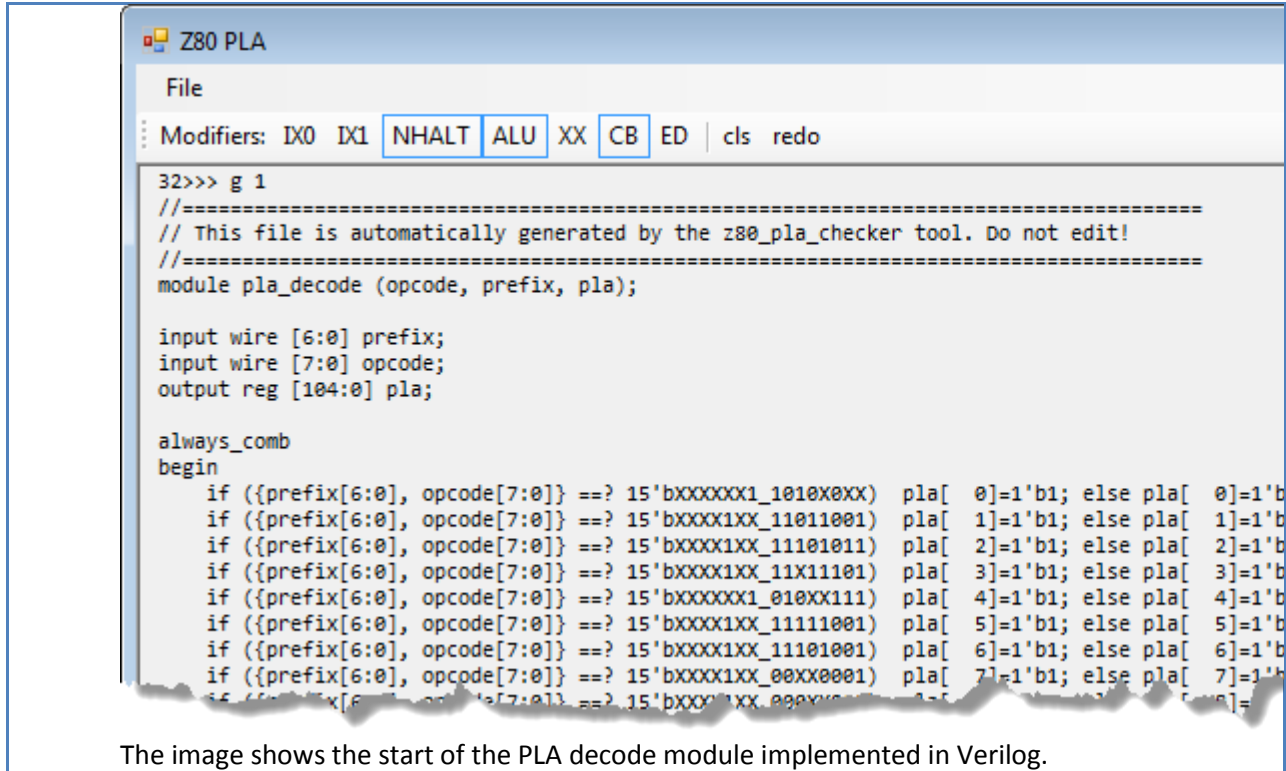 Z80 PLA
File
Modifiers: IX0 IX1 NHALT ALU XX CB ED cls redo
32>>> g 1
//=====================================================================================
// This file is automatically generated by the z80_pla_checker tool. Do not edit!
//=====================================================================================
module pla_decode (opcode, prefix, pla);
input wire [6:0] prefix;
input wire [7:0] opcode;
output reg [104:0] pla;
always_comb
begin
if ({prefix[6:0], opcode[7:0]} ==? 15'bXXXXXX1_1010X0XX) pla[ 0]=1'b1; else pla[ 0]=1'b
if ({prefix[6:0], opcode[7:0]} ==? 15'bXXXX1XX_11011001) pla[ 1]=1'b1; else pla[ 1]=1'b
if ({prefix[6:0], opcode[7:0]} ==? 15'bXXXX1XX_11101011) pla[ 2]=1'b1; else pla[ 2]=1'b
if ({prefix[6:0], opcode[7:0]} ==? 15'bXXXX1XX_11X11101) pla[ 3]=1'b1; else pla[ 3]=1'b
if ({prefix[6:0], opcode[7:0]} ==? 15'bXXXXXX1_010XX111) pla[ 4]=1'b1; else pla[ 4]=1'b
if ({prefix[6:0], opcode[7:0]} ==? 15'bXXXX1XX_11111001) pla[ 5]=1'b1; else pla[ 5]=1'b
if ({prefix[6:0], opcode[7:0]} ==? 15'bXXXX1XX_11101001) pla[ 6]=1'b1; else pla[ 6]=1'b
if ({prefix[6:0], opcode[7:0]} ==? 15'bXXXX1XX_00XX0001) pla[ 7]=1'b1; else pla[ 7]=1'b
The image shows the start of the PLA decode module implemented in Verilog.